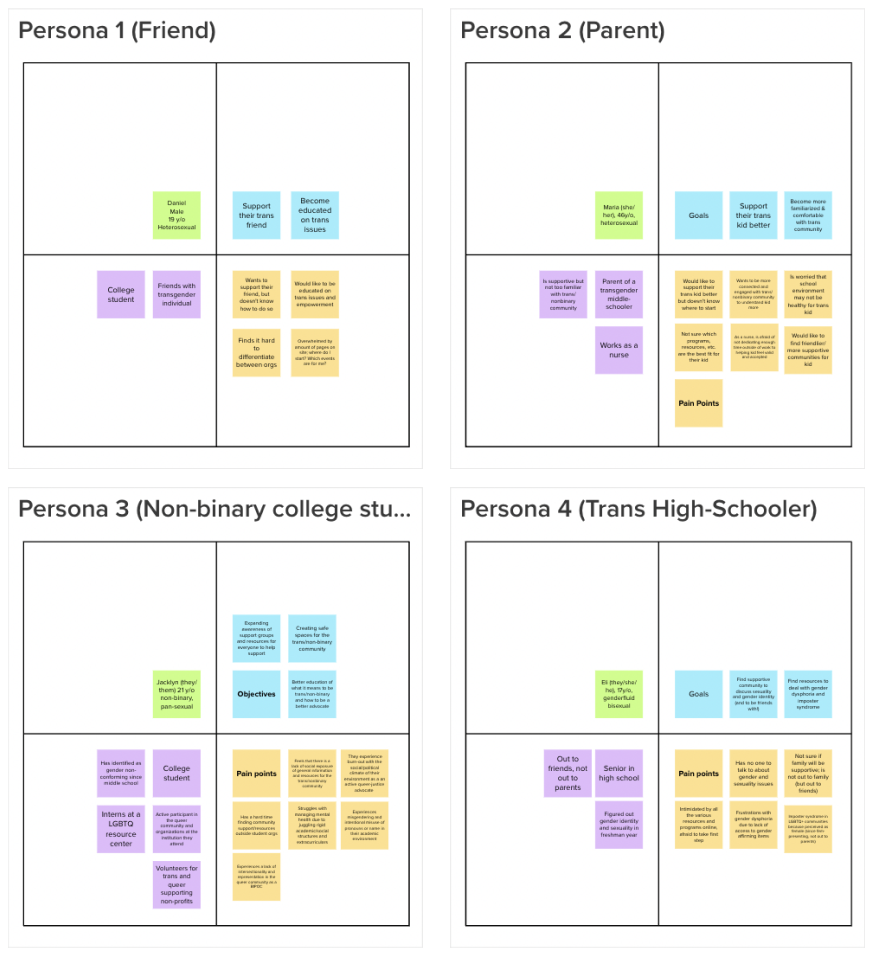 Persona 1 (Friend)
Daniel
Male
19 y/o
Heterosexual
Support
their trans
friend
Become
educated
on trans
issues
College
student
Friends with
transgender
individual
Wants to
support their
friend, but
doesn't know
how to do so
Would like to be
educated on
trans issues and
empowerment
Finds it hard
to
differentiate
between orgs
Overwhelmed by
amount of pages on
site: where do I
start? Which events
are for me?
Persona 2 (Parent)
Maria (she/
her), 46y/o,
heterosexual
Goals
Support
their trans
kid better
Become more
familiarized &
comfortable
with trans
community
Is supportive but
not too familiar
with trans/
nonbinary
community
Parent of a
transgender
middle-
schooler
Works as a
nurse
Would like to
support their
trans kid better
but doesn't know
where to start
Wants to be more
connected and
engaged with trans/
nonbinary community
to understand kid
more
Is worried that
school
environment
may not be
healthy for trans
kid
Not sure which
programs,
resources, etc.
are the best fit for
their kid
As a nurse, is afraid of
not dedicating enough
time outside of work to
helping kid feel valid
and accepted
Would like to
find friendlier/
more supportive
communities for
kid
Pain Points
Persona 3 (Non-binary college stu...
Expanding
awareness of
support groups
and resources for
everyone to help
support
Creating safe
spaces for the
trans/non-binary
community
Jacklyn (they/
them) 21 y/o
non-binary,
pan-sexual
Objectives
Better education of
what it means to be
trans/non-binary
and how to be a
better advocate
Has identified as
gender non-
conforming since
middle school
College
student
Interns at a
LGBTQ
resource
center
Active participant in
the queer
community and
organizations at the
institution they
attend
Volunteers for
trans and
queer
supporting
non-profits
Pain points
Feels that there is a
lack of social exposure
of general information
and resources for the
trans/nonbinary
community
They experience
burn out with the
social/political
climate of their
environment as an
active queer justice
advocate
Has a hard time
finding community
support/resources
outside student orgs
Struggles with
managing mental
health due to
juggling rigid
academic/social
structures and
extracurriculars
Experiences
misgendering and
intentional misuse of
pronouns or name in
their academic
environment
Experiences a lack of
intersectionality and
representation in the
queer community as a
BIPOC
Persona 4 (Trans High-Schooler)
Eli (they/she/
he), 17y/o,
genderfluid
bisexual
Goals
Find supportive
community to
discuss sexuality
and gender identity
(and to be friends
with!)
Find resources to
deal with gender
dysphoria and
imposter
syndrome
Out to
friends, not
out to
parents
Senior in
high school
Figured out
gender identity
and sexuality in
freshman year
Pain points
Has no one to
talk to about
gender and
sexuality issues
Not sure if
family will be
supportive; is
not out to family
(but out to
friends)
Intimidated by all
the various
resources and
programs online,
afraid to take first
step
Frustrations with
gender dysphoria
due to lack of
access to gender
affirming items
Imposter syndrome in
LGBTQ+ communities
because perceived as
female (since fem
presenting, not out to
parents)